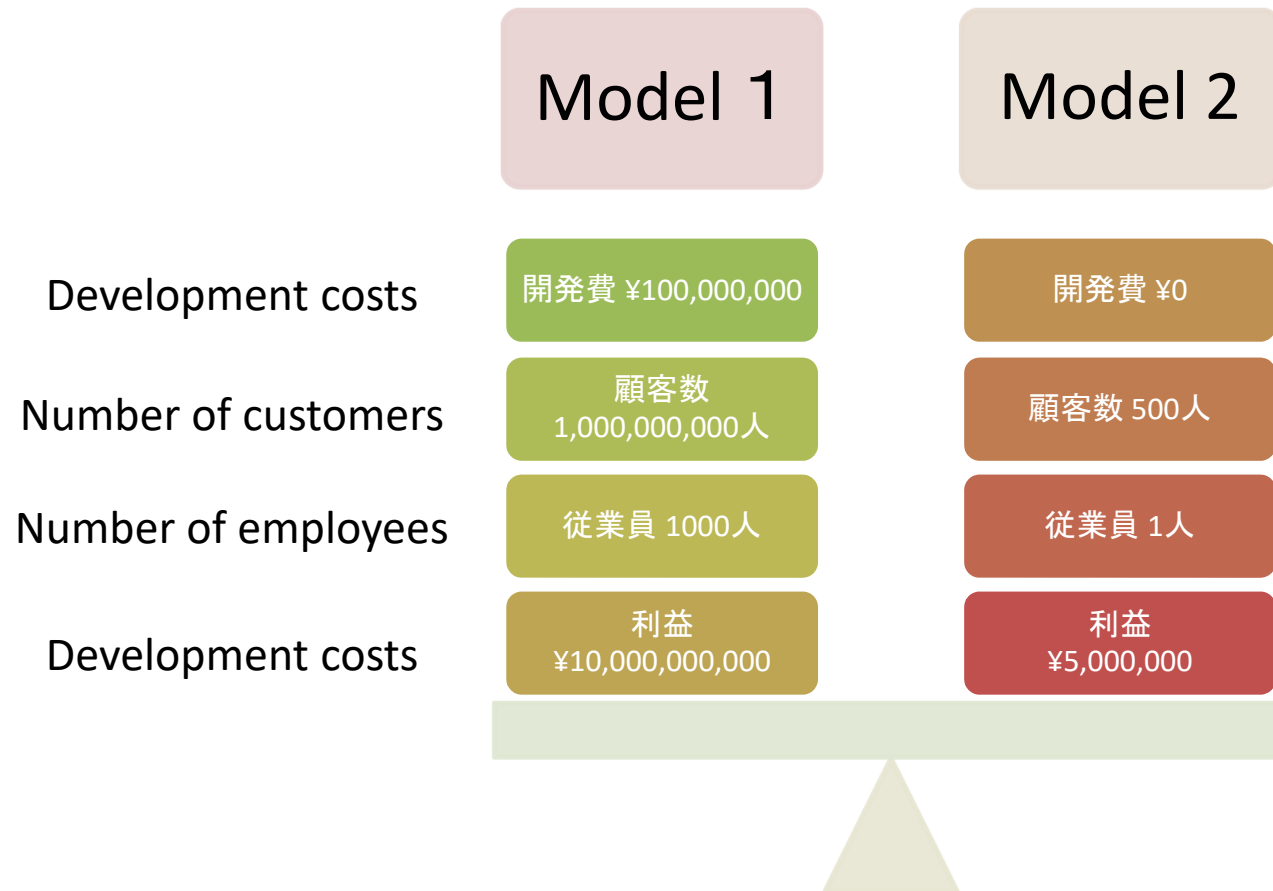 Model 1
Model 2
Development costs
開発費 ¥100,000,000
開発費 ¥0
Number of customers
顧客数
1,000,000,000人
顧客数 500人
Number of employees
従業員 1000人
従業員 1人
Development costs
利益
¥10,000,000,000
利益
¥5,000,000